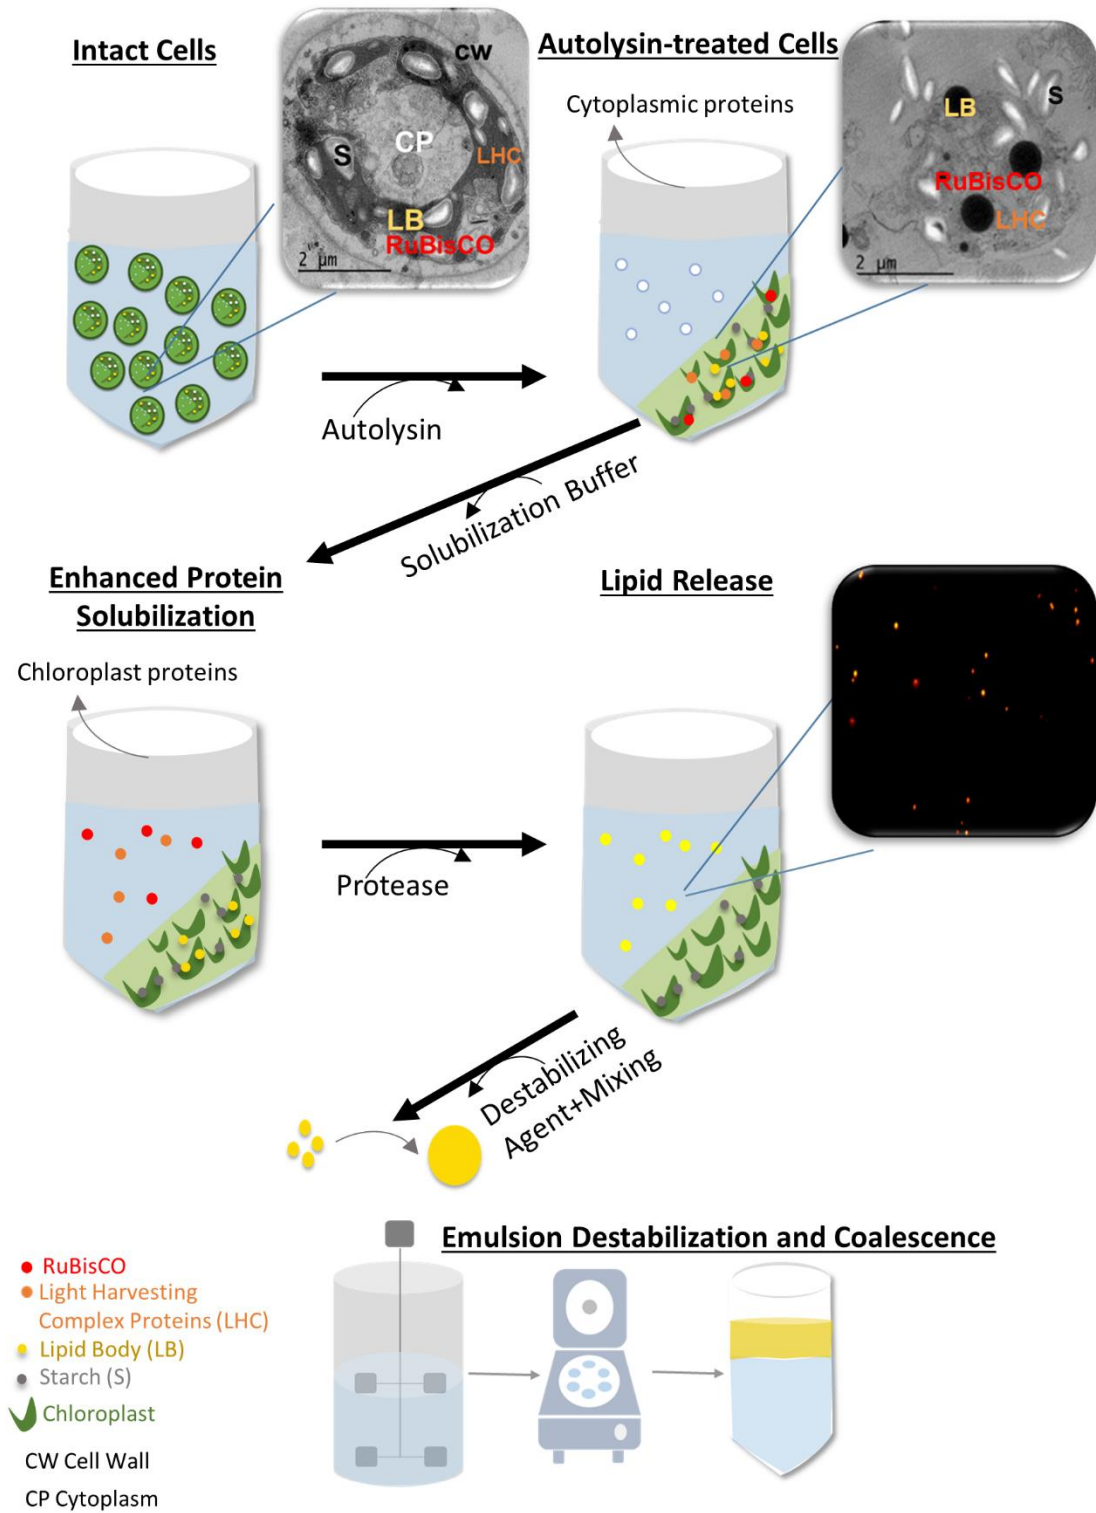 Intact Cells
CW
CP
S
LHC
LB
RuBisCO
2 µm
Autolysin-treated Cells
Cytoplasmic proteins
LB
S
RuBisCO
LHC
2 µm
Autolysin
Solubilization Buffer
Enhanced Protein
Solubilization
Chloroplast proteins
Lipid Release
Protease
Destabilizing
Agent+Mixing
Emulsion Destabilization and Coalescence
RuBisCO
Light Harvesting
Complex Proteins (LHC)
Lipid Body (LB)
Starch (S)
Chloroplast
CW Cell Wall
CP Cytoplasm